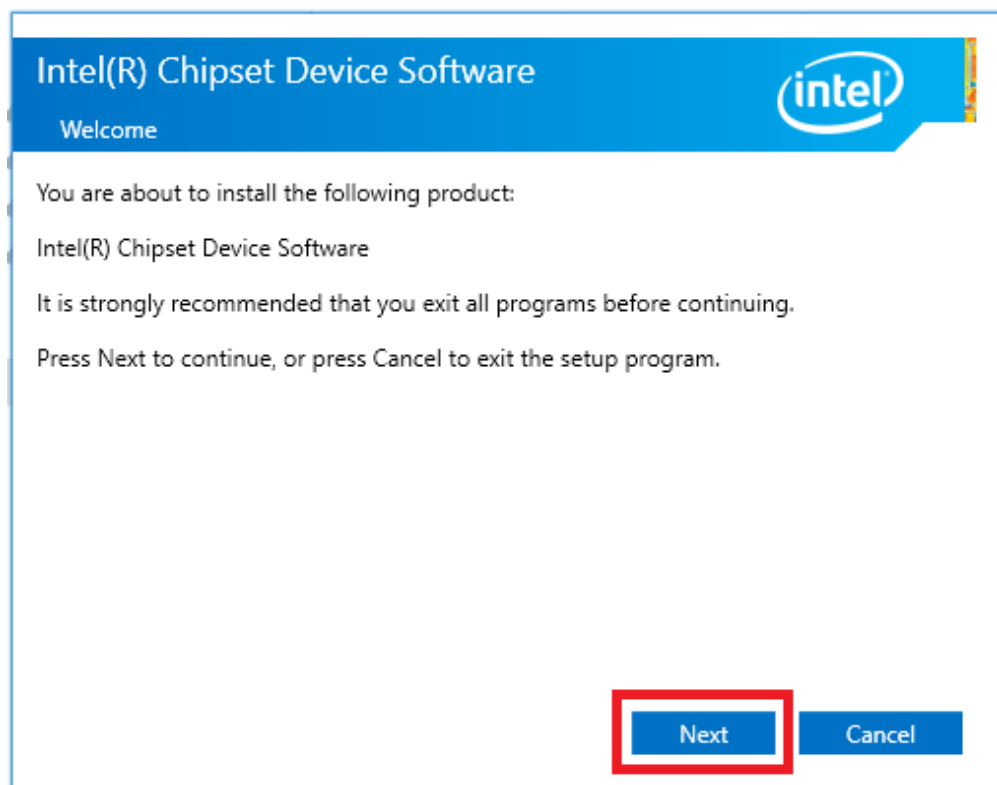 Intel(R) Chipset Device Software
intel
Welcome
You are about to install the following product:
Intel(R) Chipset Device Software
It is strongly recommended that you exit all programs before continuing.
Press Next to continue, or press Cancel to exit the setup program.
Next
Cancel